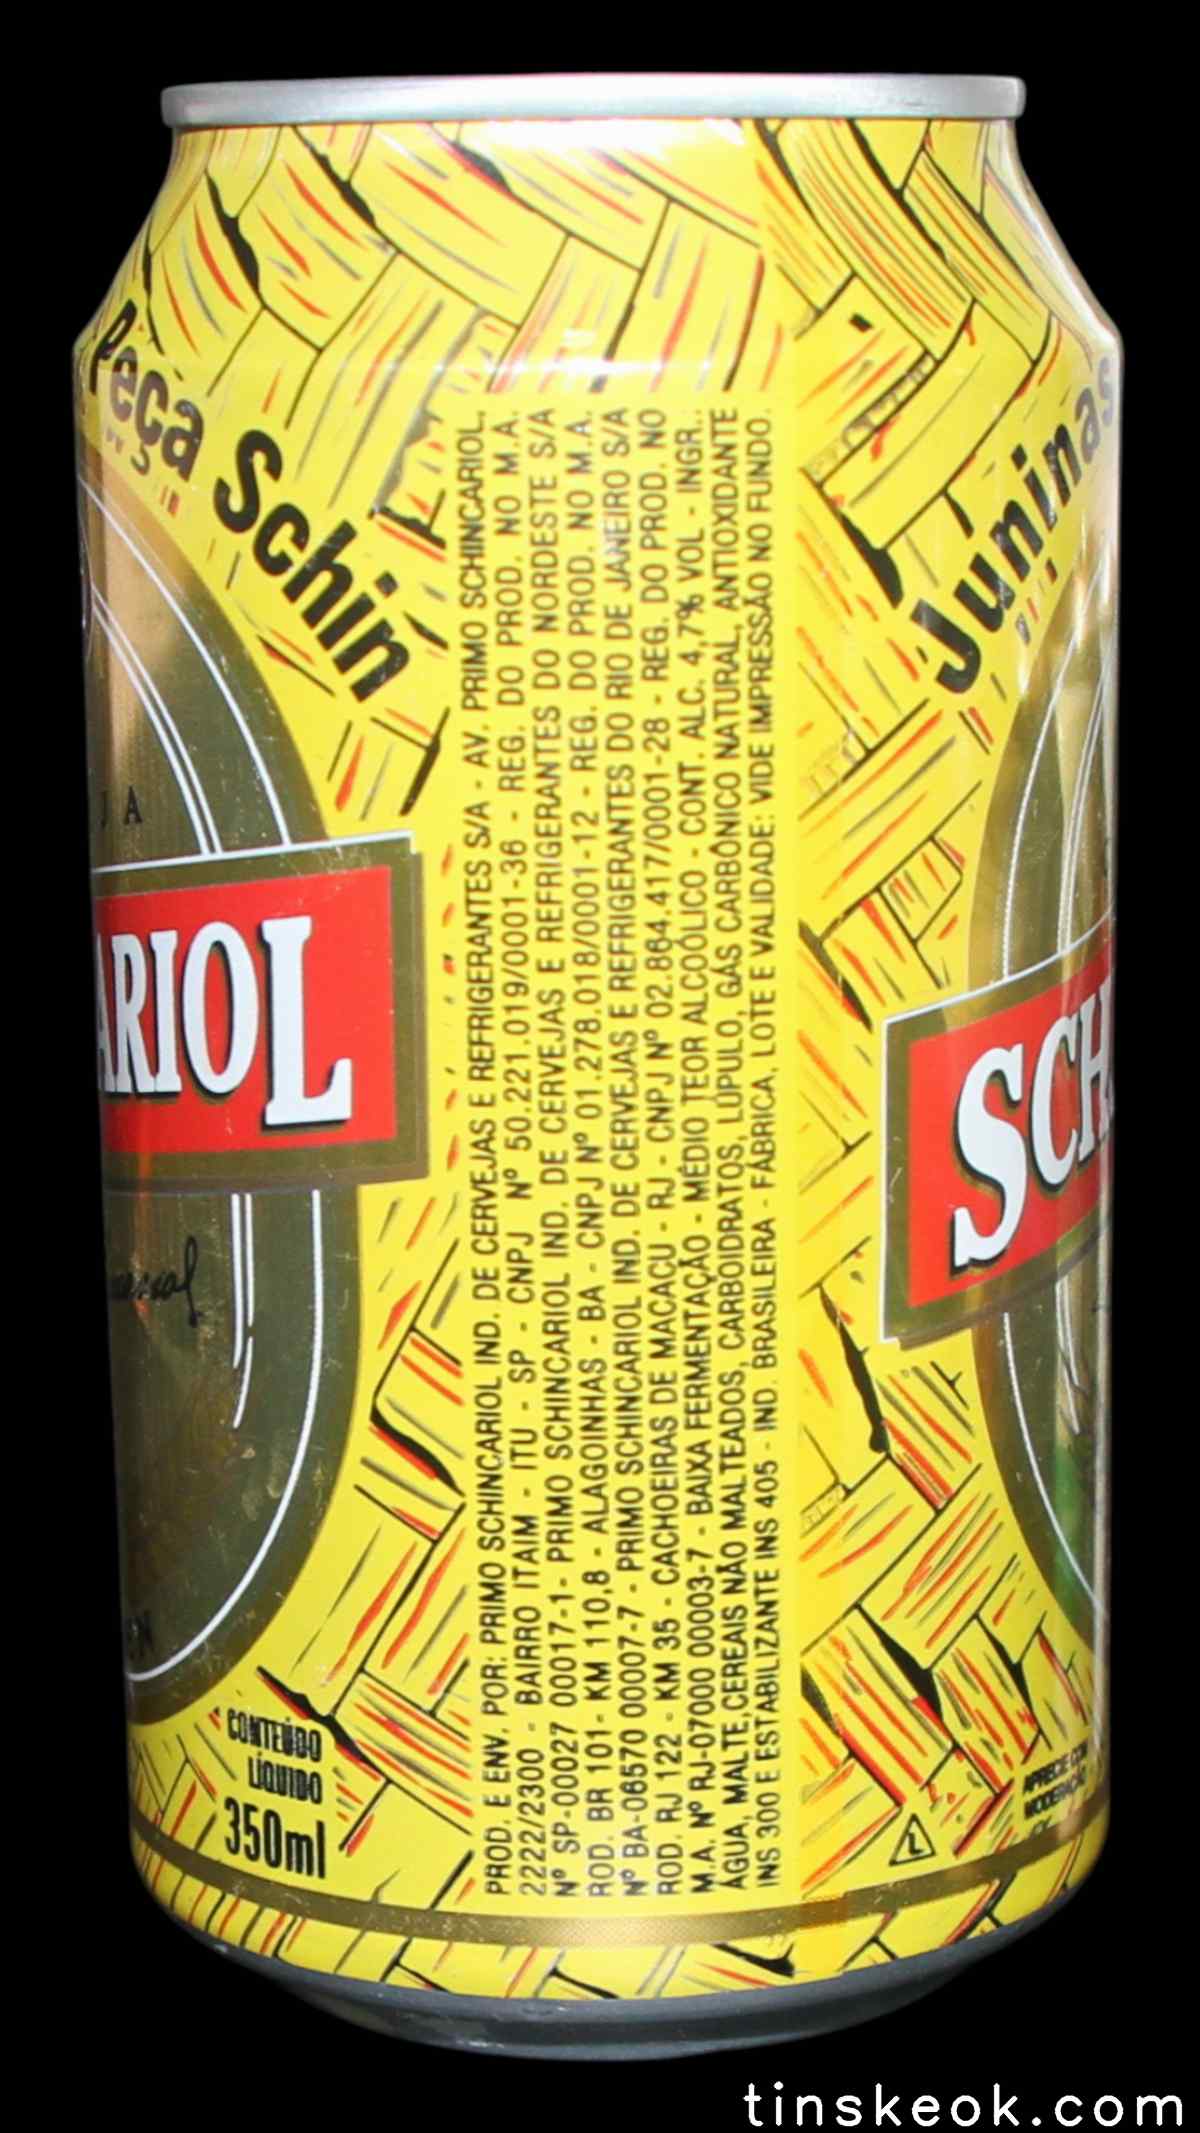 Peça Schin
J A
ARIOL
CONTEÚDO
LÍQUIDO
350ml
PROD. E ENV. POR: PRIMO SCHINCARIOL IND. DE CERVEJAS E REFRIGERANTES S/A - AV. PRIMO SCHINCARIOL,
2222/2300 - BAIRRO ITAIM - ITU - SP - CNPJ Nº 50.221.019/0001-36 - REG. DO PROD. NO M.A.
Nº SP-00027 00017-1- PRIMO SCHINCARIOL IND. DE CERVEJAS E REFRIGERANTES DO NORDESTE S/A
ROD. BR 101- KM 110,8 - ALAGOINHAS - BA - CNPJ Nº 01.278.018/0001-12 - REG. DO PROD. NO M.A.
Nº BA-06570 00007-7 - PRIMO SCHINCARIOL IND. DE CERVEJAS E REFRIGERANTES DO RIO DE JANEIRO S/A
ROD. RJ 122 - KM 35 - CACHOEIRAS DE MACACU - RJ - CNPJ Nº 02.864.417/0001-28 - REG. DO PROD. NO
M.A. Nº RJ-07000 00003-7 - BAIXA FERMENTAÇÃO - MÉDIO TEOR ALCOÓLICO - CONT. ALC. 4,7% VOL - INGR.:
ÁGUA, MALTE, CEREAIS NÃO MALTEADOS, CARBOIDRATOS, LÚPULO, GÁS CARBÔNICO NATURAL, ANTIOXIDANTE
INS 300 E ESTABILIZANTE INS 405 - IND. BRASILEIRA - FÁBRICA, LOTE E VALIDADE: VIDE IMPRESSÃO NO FUNDO.
Juninas
SCH
L
APRECIE COM
MODERAÇÃO
tinskeok.com